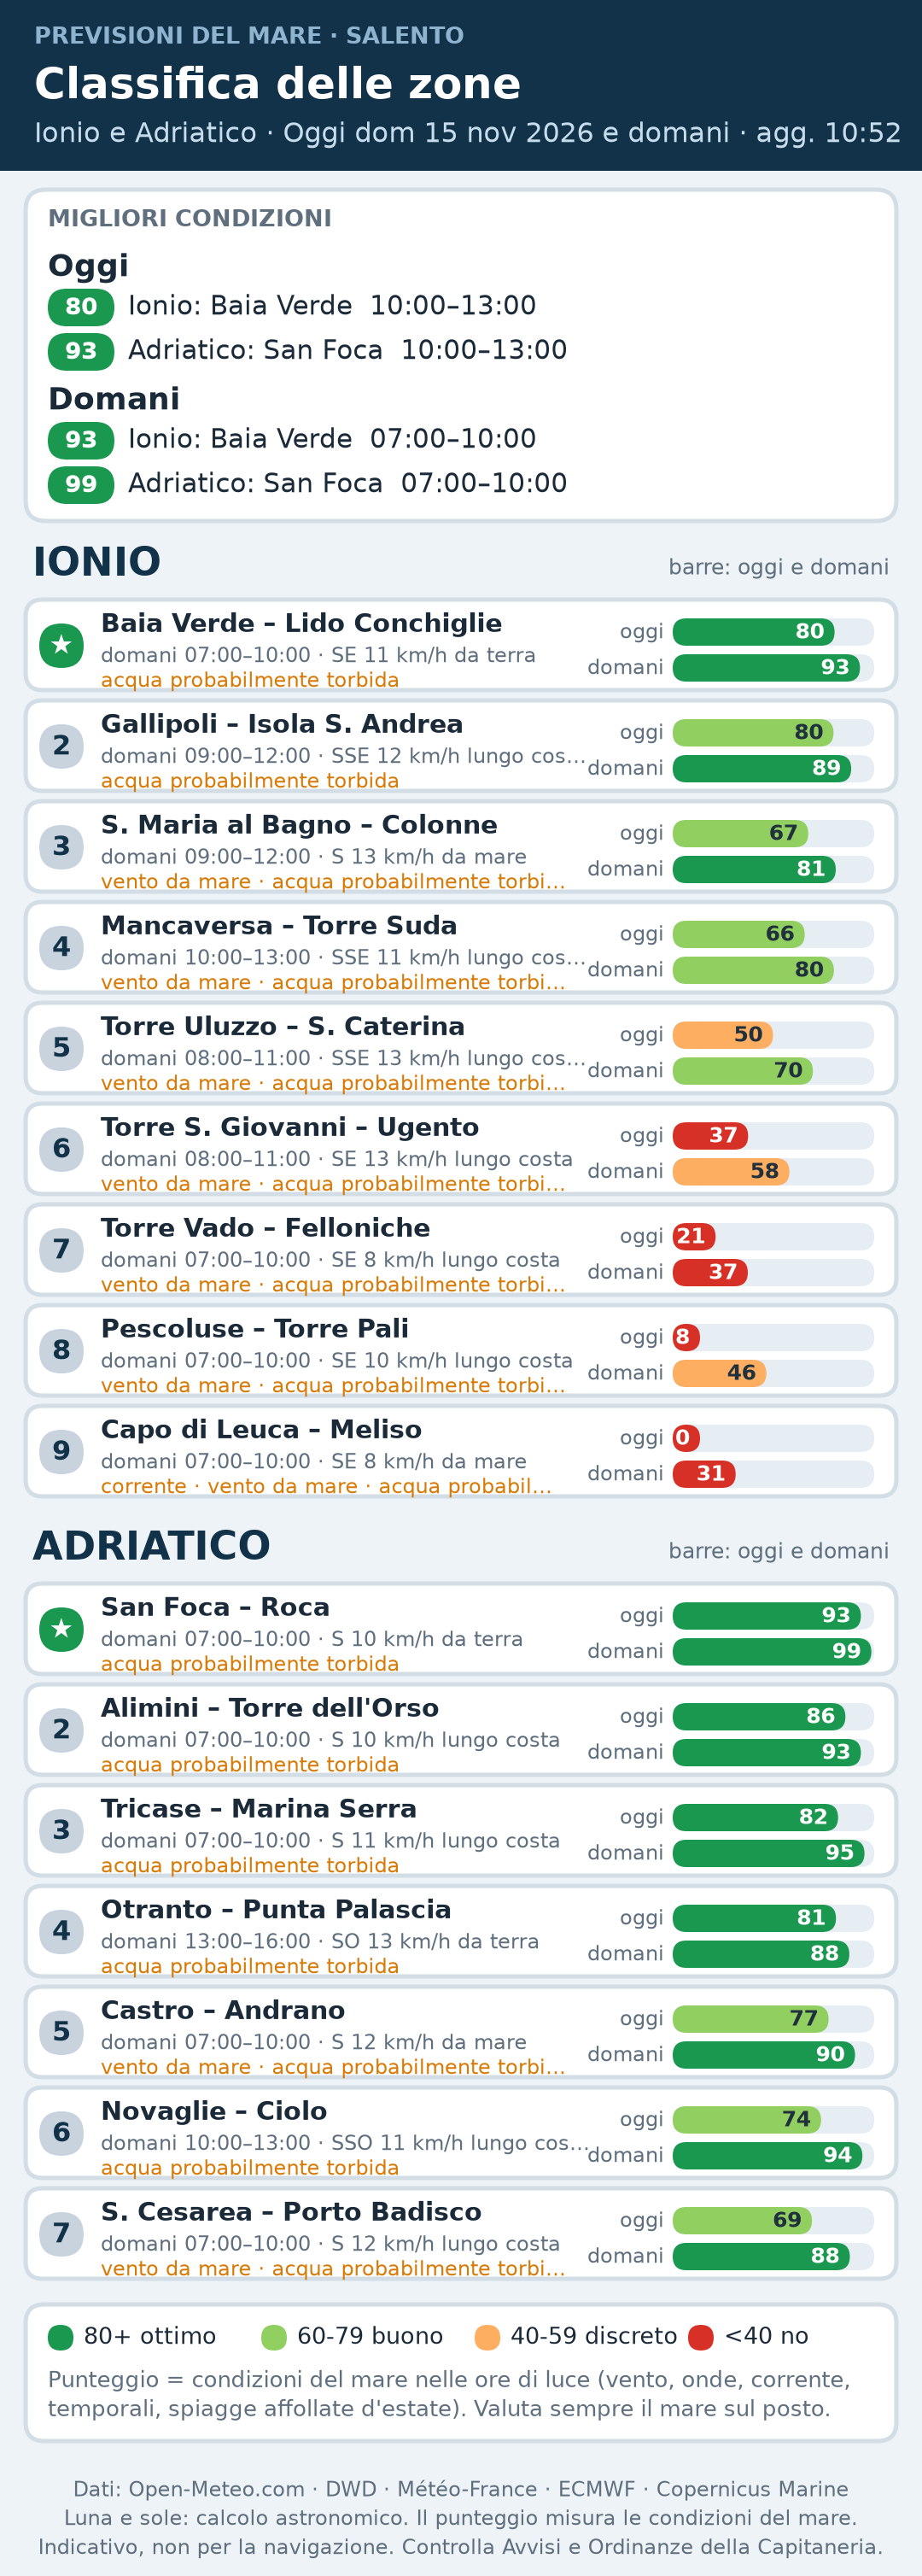 PREVISIONI DEL MARE · SALENTO
Classifica delle zone
Ionio e Adriatico · Oggi dom 15 nov 2026 e domani · agg. 10:52
MIGLIORI CONDIZIONI
Oggi
80 Ionio: Baia Verde 10:00–13:00
93 Adriatico: San Foca 10:00–13:00
Domani
93 Ionio: Baia Verde 07:00–10:00
99 Adriatico: San Foca 07:00–10:00
IONIO barre: oggi e domani
★ Baia Verde – Lido Conchiglie oggi 80
domani 07:00–10:00 · SE 11 km/h da terra domani 93
acqua probabilmente torbida
2 Gallipoli – Isola S. Andrea oggi 80
domani 09:00–12:00 · SSE 12 km/h lungo cos… domani 89
acqua probabilmente torbida
3 S. Maria al Bagno – Colonne oggi 67
domani 09:00–12:00 · S 13 km/h da mare domani 81
vento da mare · acqua probabilmente torbi…
4 Mancaversa – Torre Suda oggi 66
domani 10:00–13:00 · SSE 11 km/h lungo cos… domani 80
vento da mare · acqua probabilmente torbi…
5 Torre Uluzzo – S. Caterina oggi 50
domani 08:00–11:00 · SSE 13 km/h lungo cos… domani 70
vento da mare · acqua probabilmente torbi…
6 Torre S. Giovanni – Ugento oggi 37
domani 08:00–11:00 · SE 13 km/h lungo costa domani 58
vento da mare · acqua probabilmente torbi…
7 Torre Vado – Felloniche oggi 21
domani 07:00–10:00 · SE 8 km/h lungo costa domani 37
vento da mare · acqua probabilmente torbi…
8 Pescoluse – Torre Pali oggi 8
domani 07:00–10:00 · SE 10 km/h lungo costa domani 46
vento da mare · acqua probabilmente torbi…
9 Capo di Leuca – Meliso oggi 0
domani 07:00–10:00 · SE 8 km/h da mare domani 31
corrente · vento da mare · acqua probabil…
ADRIATICO barre: oggi e domani
★ San Foca – Roca oggi 93
domani 07:00–10:00 · S 10 km/h da terra domani 99
acqua probabilmente torbida
2 Alimini – Torre dell'Orso oggi 86
domani 07:00–10:00 · S 10 km/h lungo costa domani 93
acqua probabilmente torbida
3 Tricase – Marina Serra oggi 82
domani 07:00–10:00 · S 11 km/h lungo costa domani 95
acqua probabilmente torbida
4 Otranto – Punta Palascia oggi 81
domani 13:00–16:00 · SO 13 km/h da terra domani 88
acqua probabilmente torbida
5 Castro – Andrano oggi 77
domani 07:00–10:00 · S 12 km/h da mare domani 90
vento da mare · acqua probabilmente torbi…
6 Novaglie – Ciolo oggi 74
domani 10:00–13:00 · SSO 11 km/h lungo cos… domani 94
acqua probabilmente torbida
7 S. Cesarea – Porto Badisco oggi 69
domani 07:00–10:00 · S 12 km/h lungo costa domani 88
vento da mare · acqua probabilmente torbi…
80+ ottimo 60-79 buono 40-59 discreto <40 no
Punteggio = condizioni del mare nelle ore di luce (vento, onde, corrente,
temporali, spiagge affollate d'estate). Valuta sempre il mare sul posto.
Dati: Open-Meteo.com · DWD · Météo-France · ECMWF · Copernicus Marine
Luna e sole: calcolo astronomico. Il punteggio misura le condizioni del mare.
Indicativo, non per la navigazione. Controlla Avvisi e Ordinanze della Capitaneria.